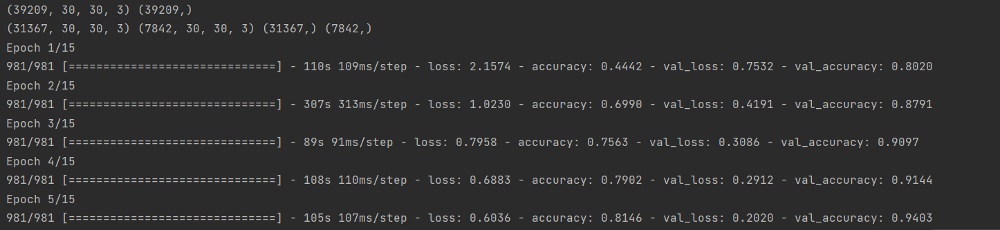 (39209, 30, 30, 3) (39209,)
(31367, 30, 30, 3) (7842, 30, 30, 3) (31367,) (7842,)
Epoch 1/15
981/981 [==============================] - 110s 109ms/step - loss: 2.1574 - accuracy: 0.4442 - val_loss: 0.7532 - val_accuracy: 0.8020
Epoch 2/15
981/981 [==============================] - 307s 313ms/step - loss: 1.0230 - accuracy: 0.6990 - val_loss: 0.4191 - val_accuracy: 0.8791
Epoch 3/15
981/981 [==============================] - 89s 91ms/step - loss: 0.7958 - accuracy: 0.7563 - val_loss: 0.3086 - val_accuracy: 0.9097
Epoch 4/15
981/981 [==============================] - 108s 110ms/step - loss: 0.6883 - accuracy: 0.7902 - val_loss: 0.2912 - val_accuracy: 0.9144
Epoch 5/15
981/981 [==============================] - 105s 107ms/step - loss: 0.6036 - accuracy: 0.8146 - val_loss: 0.2020 - val_accuracy: 0.9403